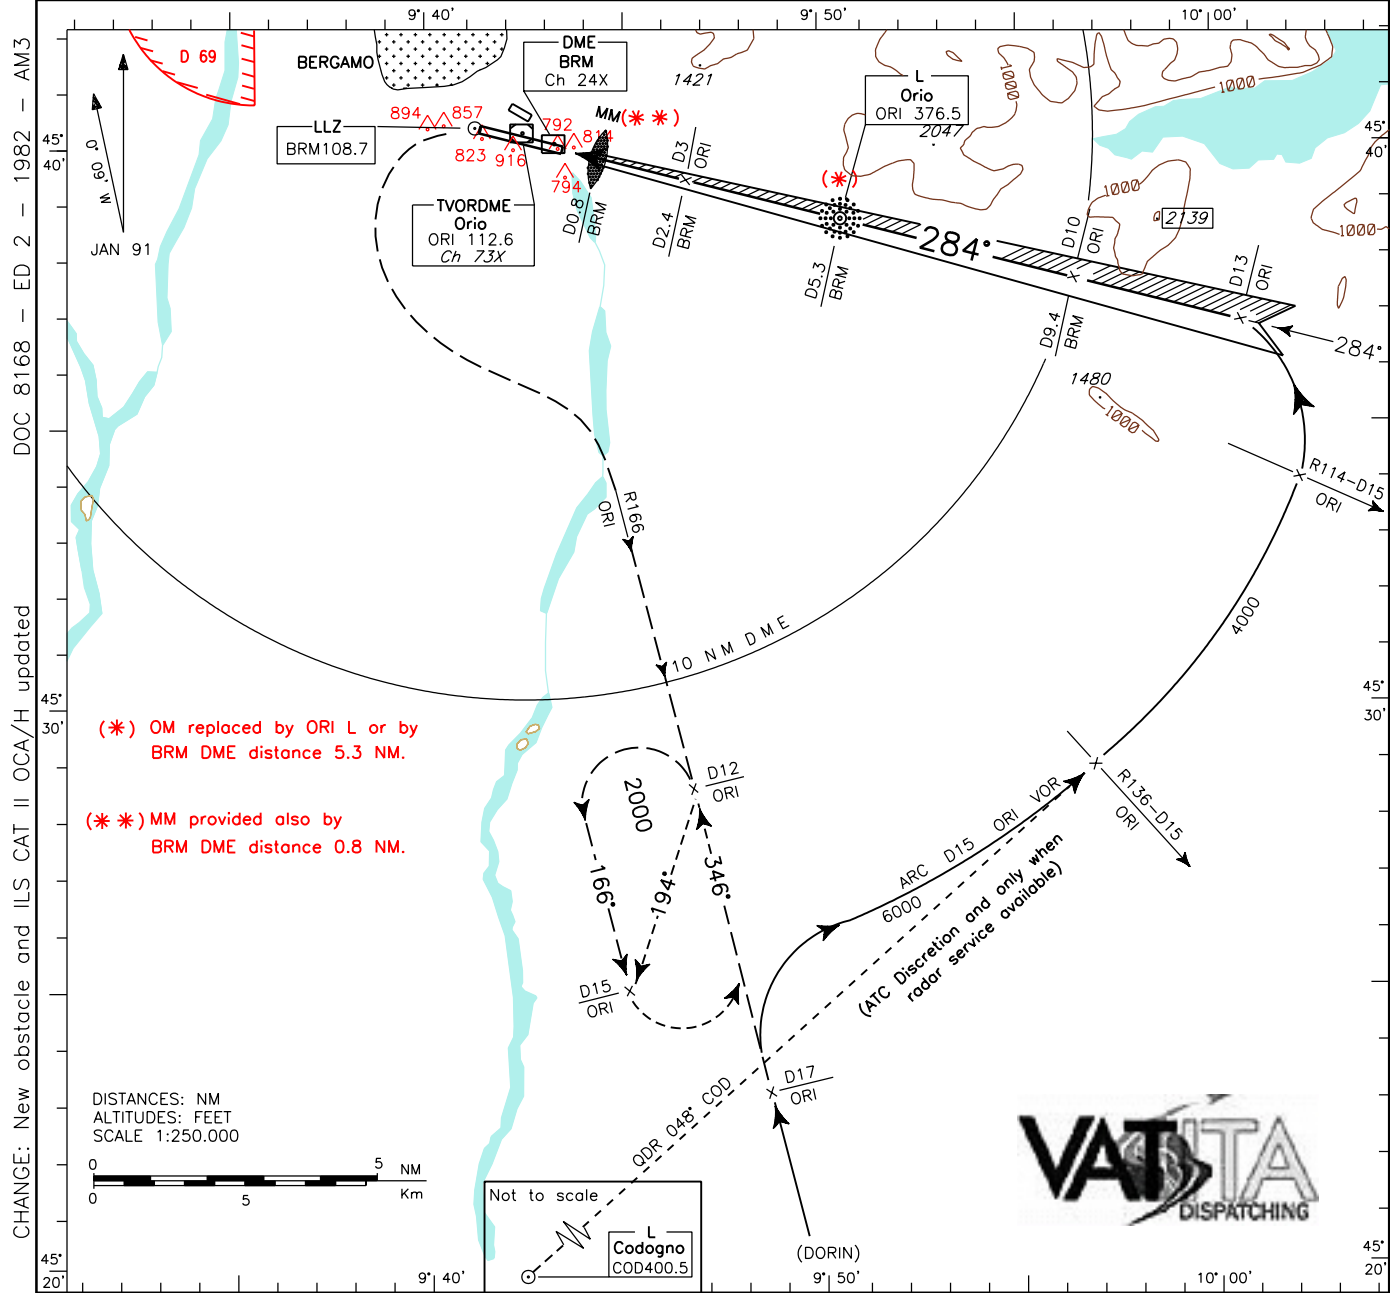 9° 40'
9° 50'
10° 00'
DOC 8168 – ED 2 – 1982 – AM3
CHANGE: New obstacle and ILS CAT II OCA/H updated
D 69
BERGAMO
DME
BRM
Ch 24X
1421
1000
1000
L
Orio
ORI 376.5
2047
45°
40'
45°
40'
894
857
LLZ
BRM108.7
823
916
792
814
794
MM(✱ ✱)
D3
ORI
(✱)
0° 09' W
JAN 91
TVORDME
Orio
ORI 112.6
Ch 73X
D0.8
BRM
D2.4
BRM
D5.3
BRM
284°
D10
ORI
1000
2139
1000
D13
ORI
D9.4
BRM
284°
1480
1000
R114–D15
ORI
R166
ORI
10 NM DME
4000
45°
30'
45°
30'
(✱) OM replaced by ORI L or by
BRM DME distance 5.3 NM.
(✱ ✱) MM provided also by
BRM DME distance 0.8 NM.
D12
ORI
2000
166°
194°
346°
D15
ORI
ARC D15 ORI VOR
6000
R136–D15
ORI
(ATC Discretion and only when
radar service available)
D17
ORI
QDR 048° COD
DISTANCES: NM
ALTITUDES: FEET
SCALE 1:250.000
0 5 NM
0 5 Km
Not to scale
L
Codogno
COD400.5
(DORIN)
VATITA
DISPATCHING
45°
20'
45°
20'
9° 40'
9° 50'
10° 00'